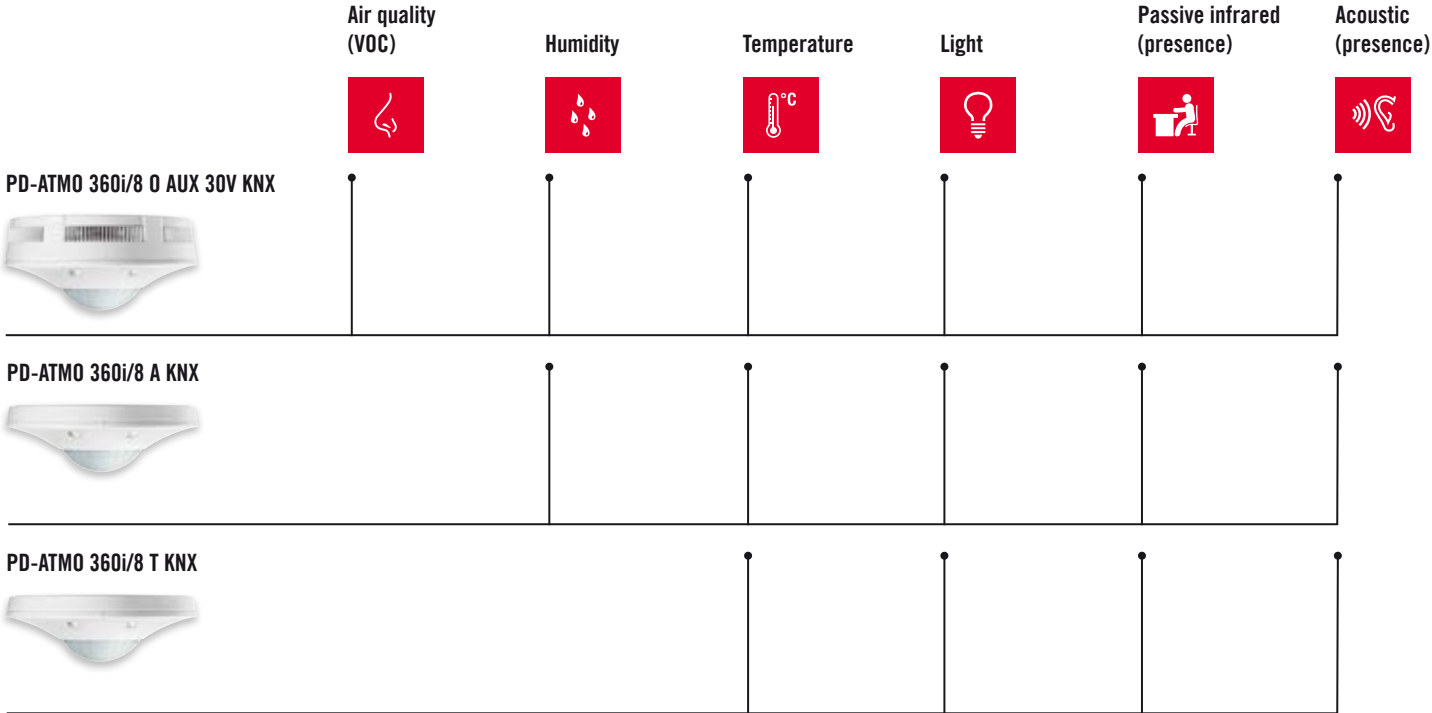 Air quality
(VOC)
Humidity
Temperature
Light
Passive infrared
(presence)
Acoustic
(presence)
°C
PD-ATMO 360i/8 O AUX 30V KNX
PD-ATMO 360i/8 A KNX
PD-ATMO 360i/8 T KNX